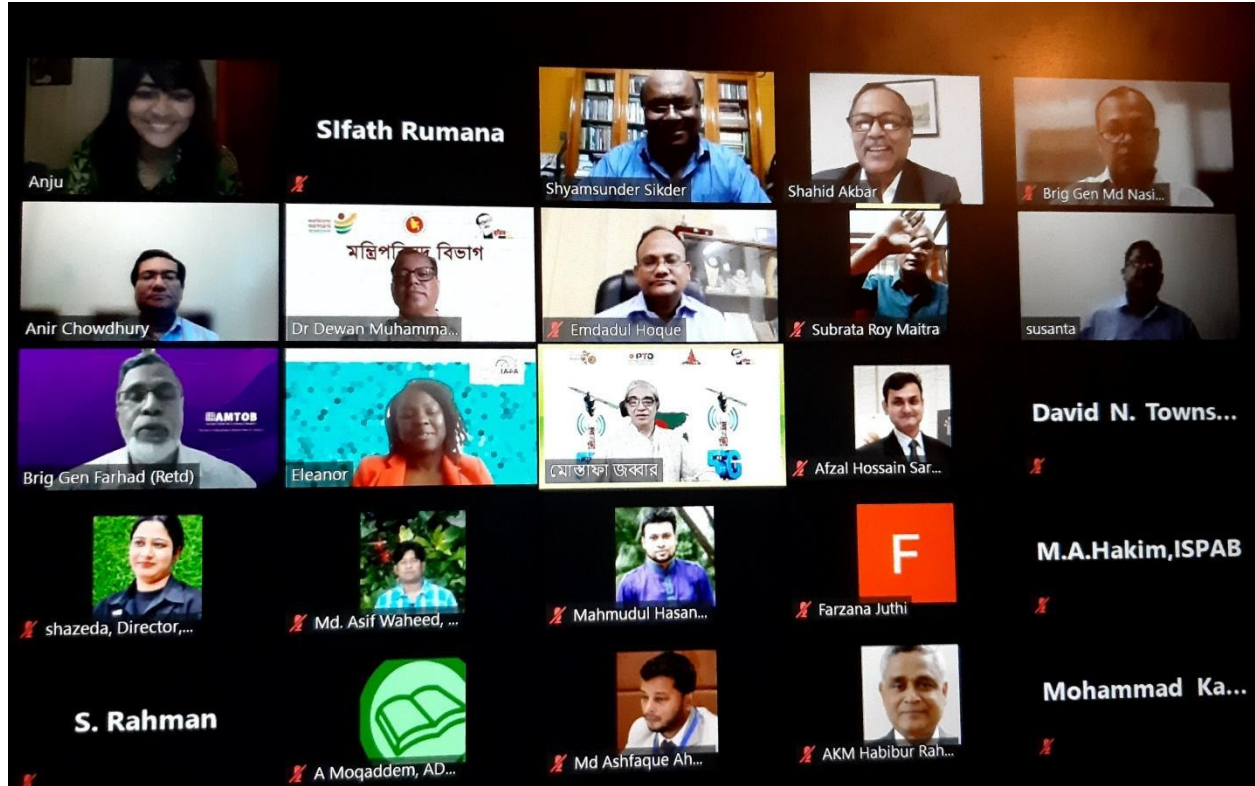 Anju
SIfath Rumana
Shyamsunder Sikder
Shahid Akbar
Brig Gen Md Nasi...
Anir Chowdhury
মন্ত্রিপরিষদ বিভাগ
Dr Dewan Muhamma...
Emdadul Hoque
Subrata Roy Maitra
susanta
AMTOB
Brig Gen Farhad (Retd)
IAPA
Eleanor
PTD
5G
মোস্তাফা জব্বার
Afzal Hossain Sar...
David N. Towns...
shazeda, Director,...
Md. Asif Waheed, ...
Mahmudul Hasan...
F
Farzana Juthi
M.A.Hakim,ISPAB
S. Rahman
A Moqaddem, AD...
Md Ashfaque Ah...
AKM Habibur Rah...
Mohammad Ka...